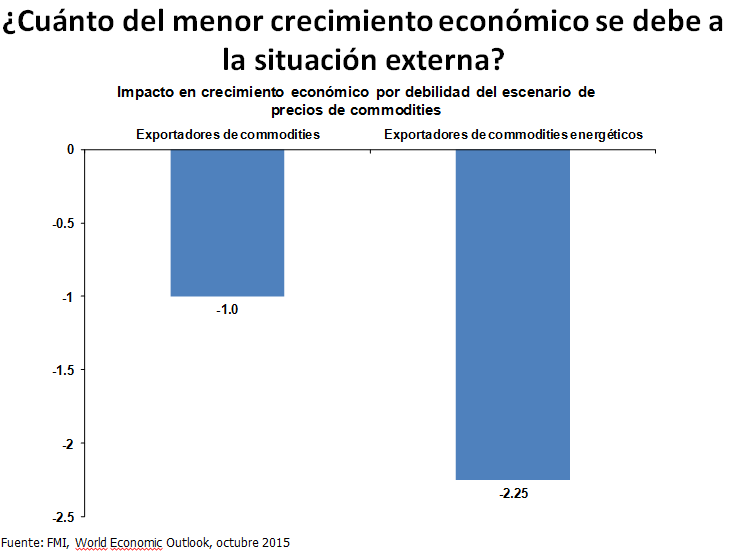 ¿Cuánto del menor crecimiento económico se debe a
la situación externa?
Impacto en crecimiento económico por debilidad del escenario de
precios de commodities
Exportadores de commodities
Exportadores de commodities energéticos
0
-0.5
-1
-1.5
-2
-2.5
-1.0
-2.25
Fuente: FMI, World Economic Outlook, octubre 2015